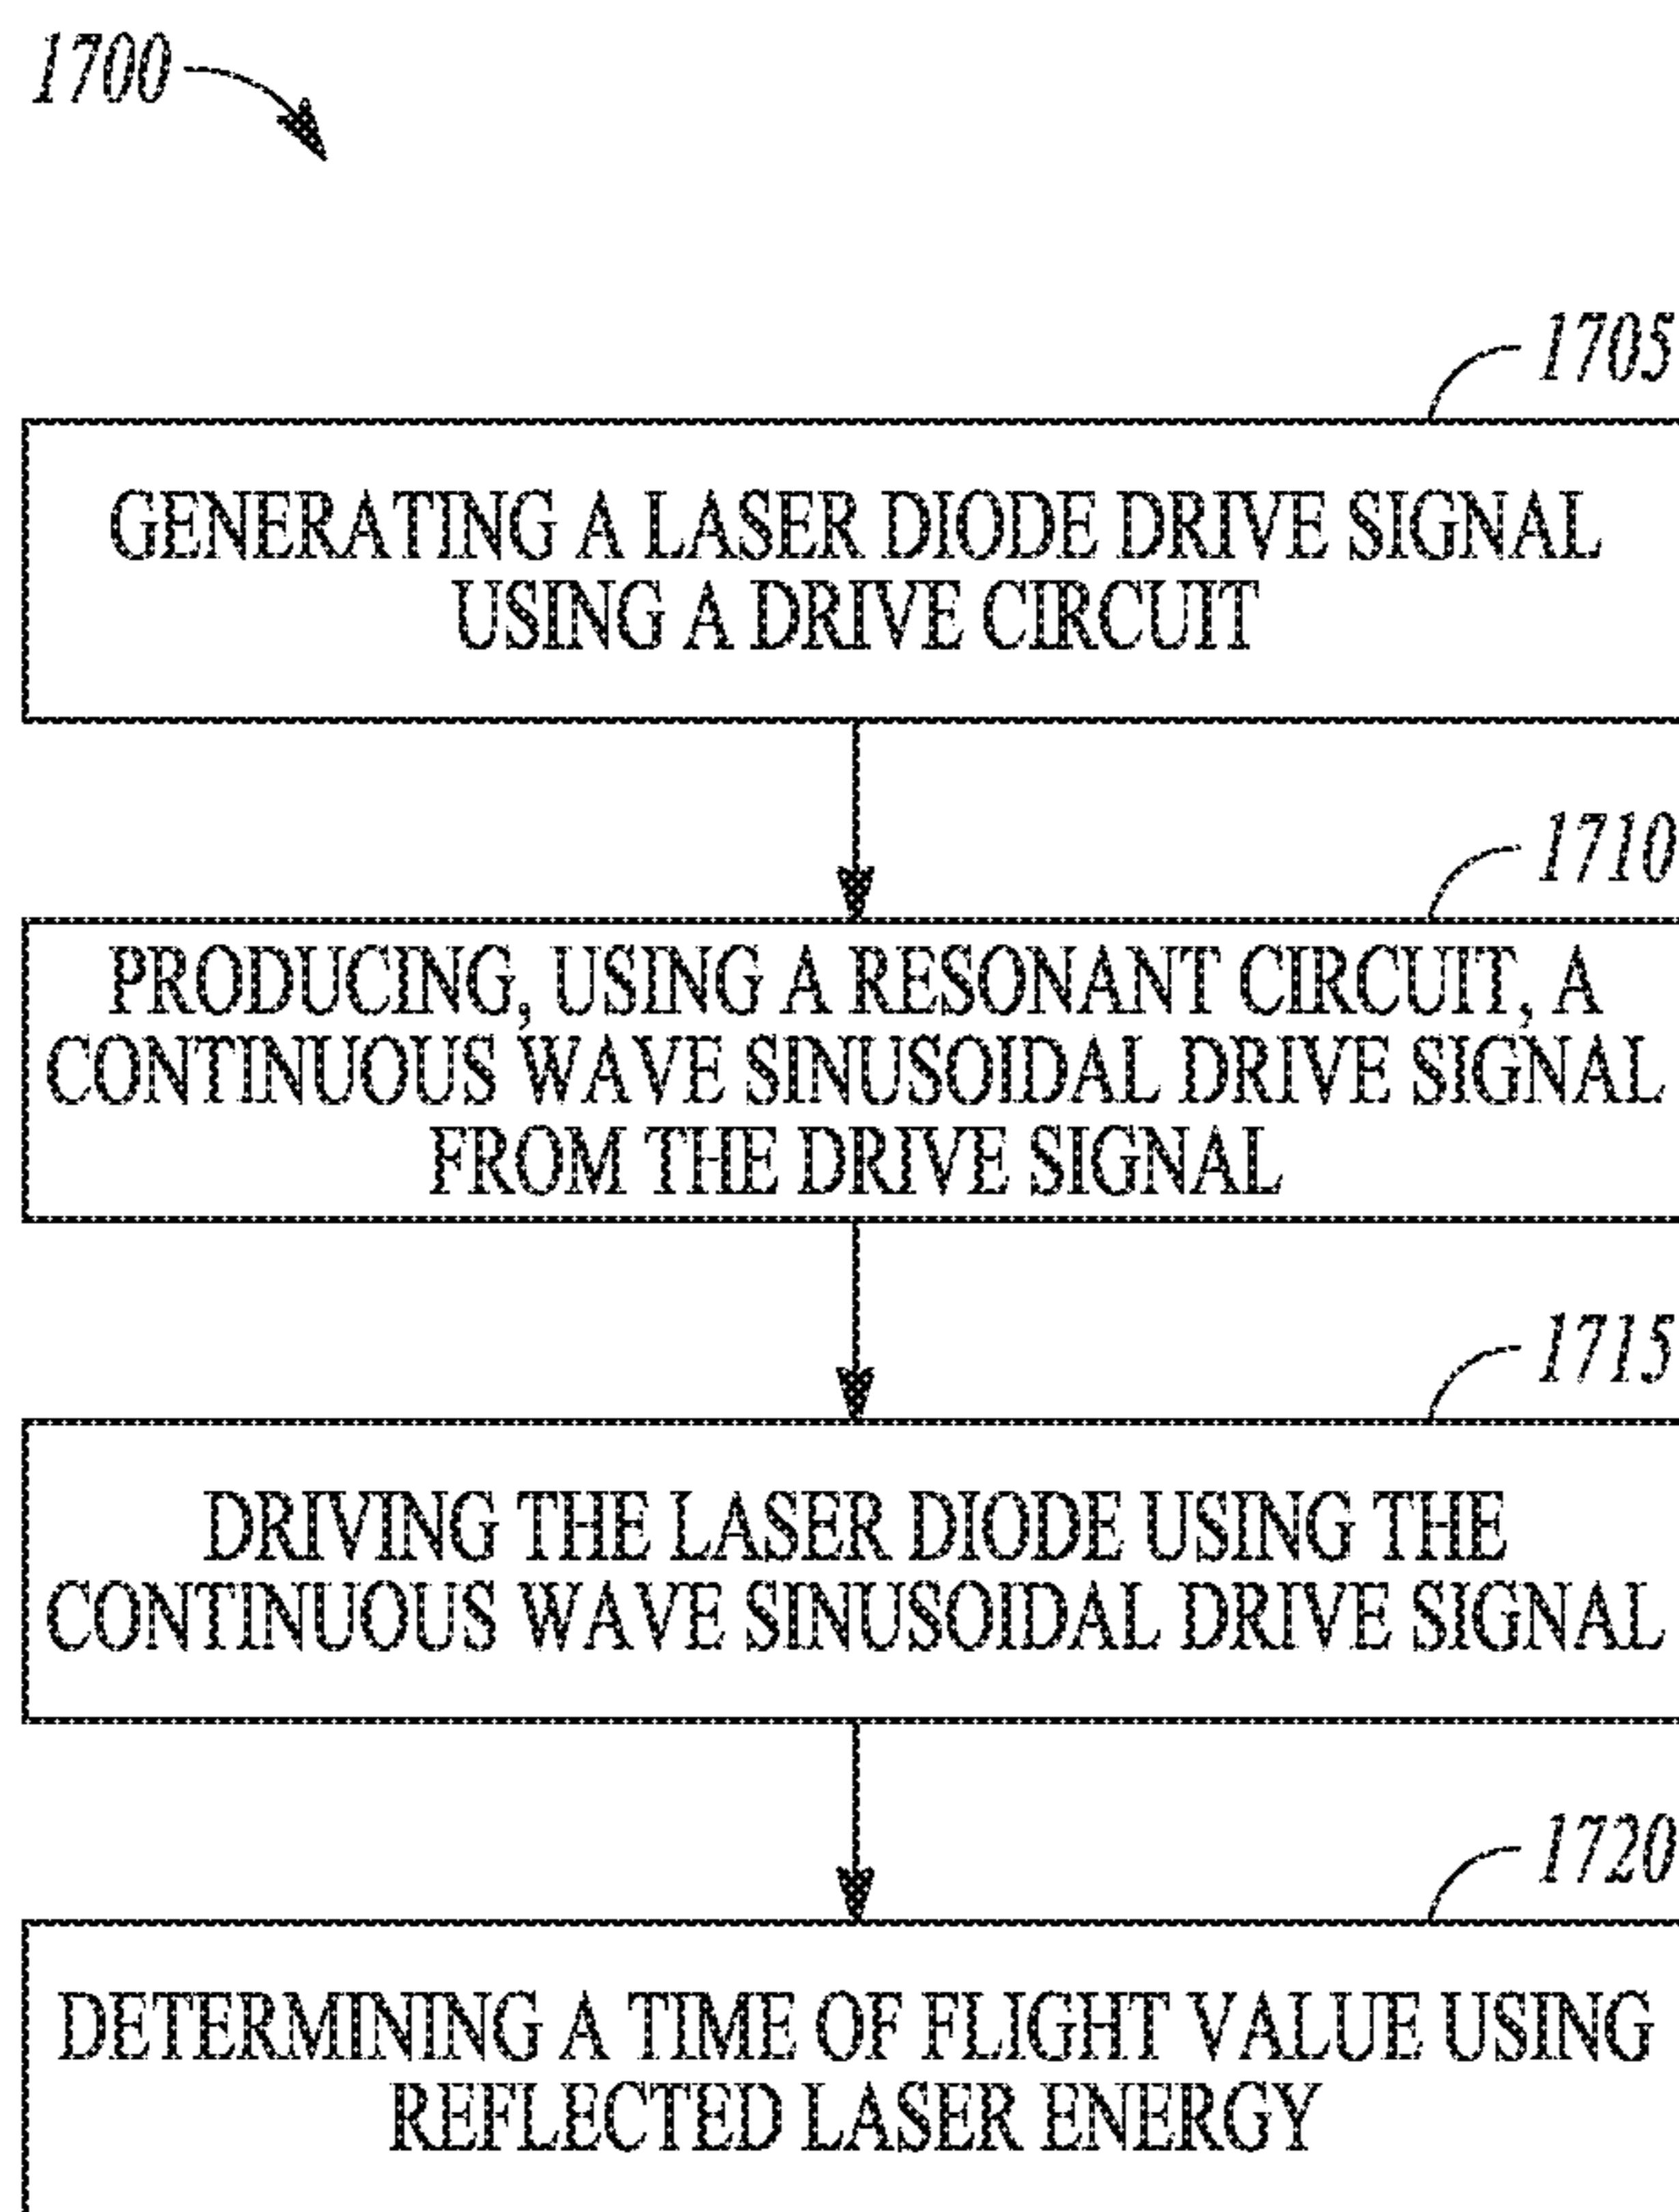 1700
1705
GENERATING A LASER DIODE DRIVE SIGNAL
USING A DRIVE CIRCUIT
1710
PRODUCING, USING A RESONANT CIRCUIT, A
CONTINUOUS WAVE SINUSOIDAL DRIVE SIGNAL
FROM THE DRIVE SIGNAL
1715
DRIVING THE LASER DIODE USING THE
CONTINUOUS WAVE SINUSOIDAL DRIVE SIGNAL
1720
DETERMINING A TIME OF FLIGHT VALUE USING
REFLECTED LASER ENERGY